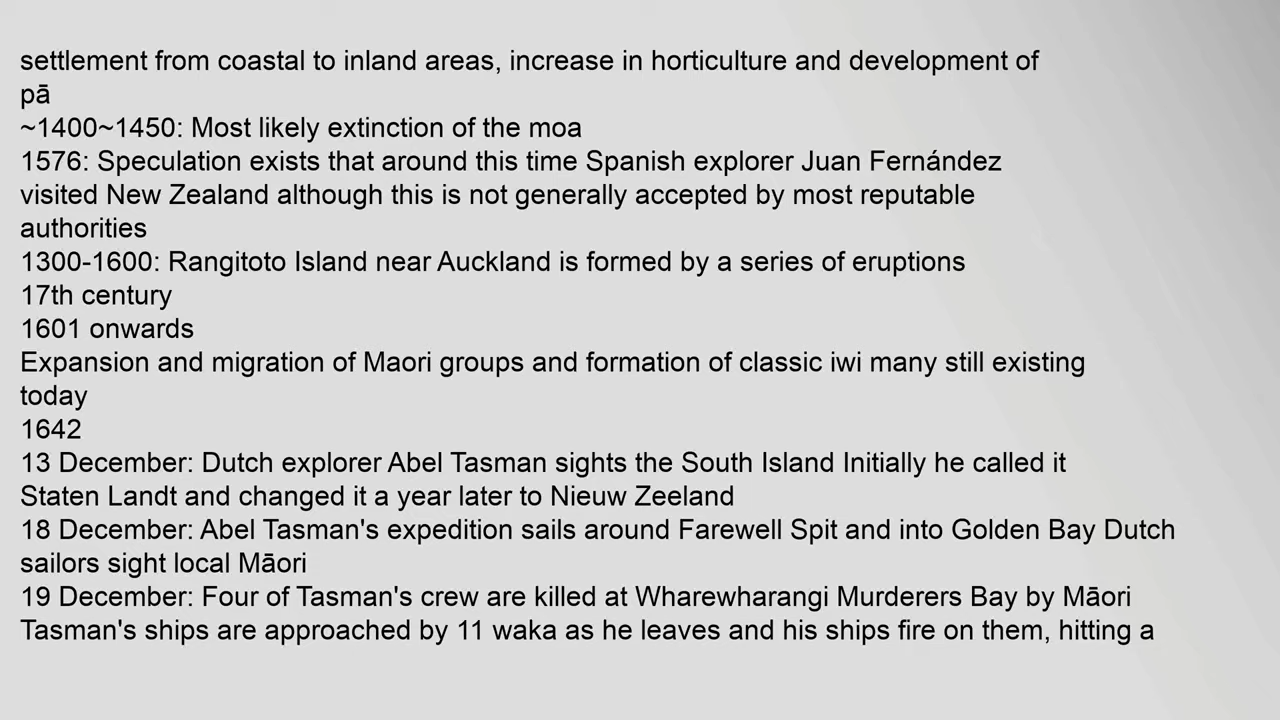 settlement from coastal to inland areas, increase in horticulture and development of
pā
~1400~1450: Most likely extinction of the moa
1576: Speculation exists that around this time Spanish explorer Juan Fernández
visited New Zealand although this is not generally accepted by most reputable
authorities
1300-1600: Rangitoto Island near Auckland is formed by a series of eruptions
17th century
1601 onwards
Expansion and migration of Maori groups and formation of classic iwi many still existing
today
1642
13 December: Dutch explorer Abel Tasman sights the South Island Initially he called it
Staten Landt and changed it a year later to Nieuw Zeeland
18 December: Abel Tasman's expedition sails around Farewell Spit and into Golden Bay Dutch
sailors sight local Māori
19 December: Four of Tasman's crew are killed at Wharewharangi Murderers Bay by Māori
Tasman's ships are approached by 11 waka as he leaves and his ships fire on them, hitting a